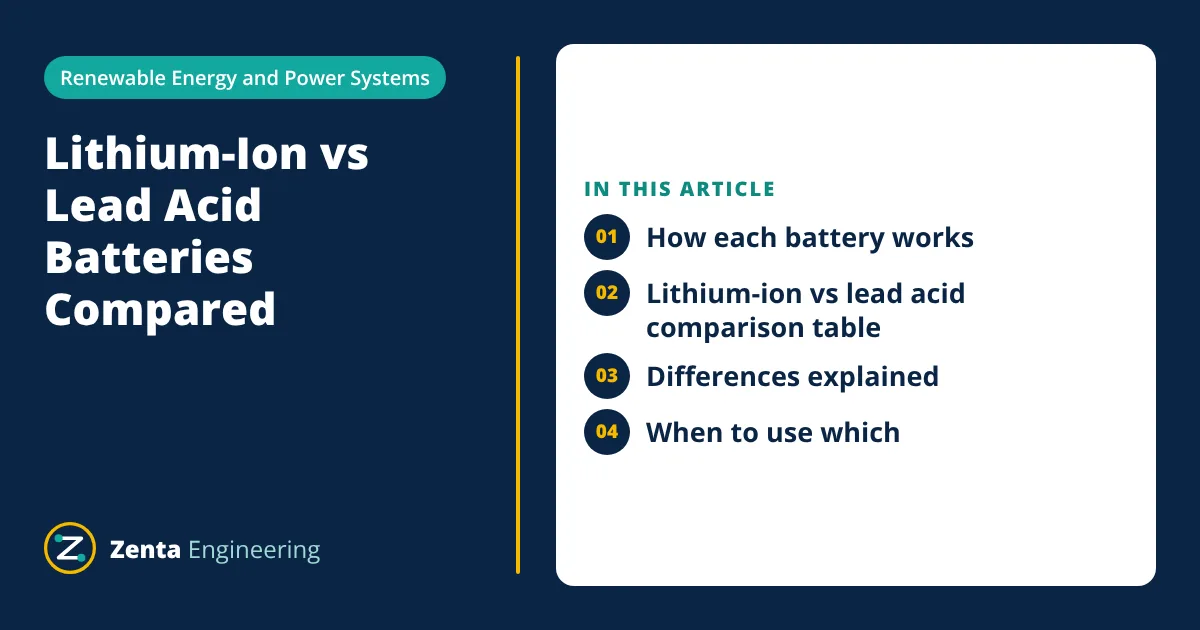 Renewable Energy and Power Systems
Lithium-Ion vs
Lead Acid
Batteries
Compared
Zenta Engineering
IN THIS ARTICLE
01 How each battery works
02 Lithium-ion vs lead acid
comparison table
03 Differences explained
04 When to use which